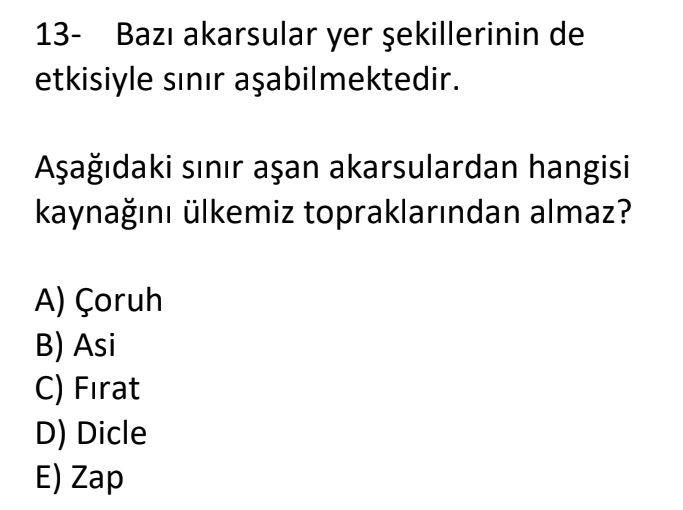 13- Bazı akarsular yer şekillerinin de
etkisiyle sınır aşabilmektedir.
Aşağıdaki sınır aşan akarsulardan hangisi
kaynağını ülkemiz topraklarından almaz?
A) Çoruh
B) Asi
C) Fırat
D) Dicle
E) Zap